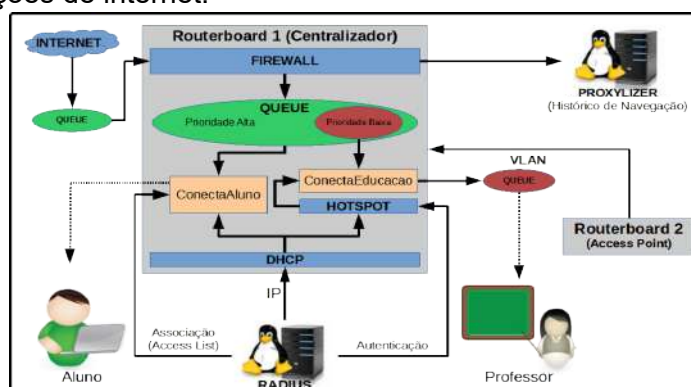 ções de internet.
Routerboard 1 (Centralizador)
INTERNET
FIREWALL
QUEUE
QUEUE
Prioridade Alta
Prioridade Baixa
PROXYLIZER
(Histórico de Navegação)
ConectaAluno
ConectaEducacao
HOTSPOT
VLAN
QUEUE
Routerboard 2
(Access Point)
DHCP
IP
Associação
(Access List)
Autenticação
Aluno
RADIUS
Professor